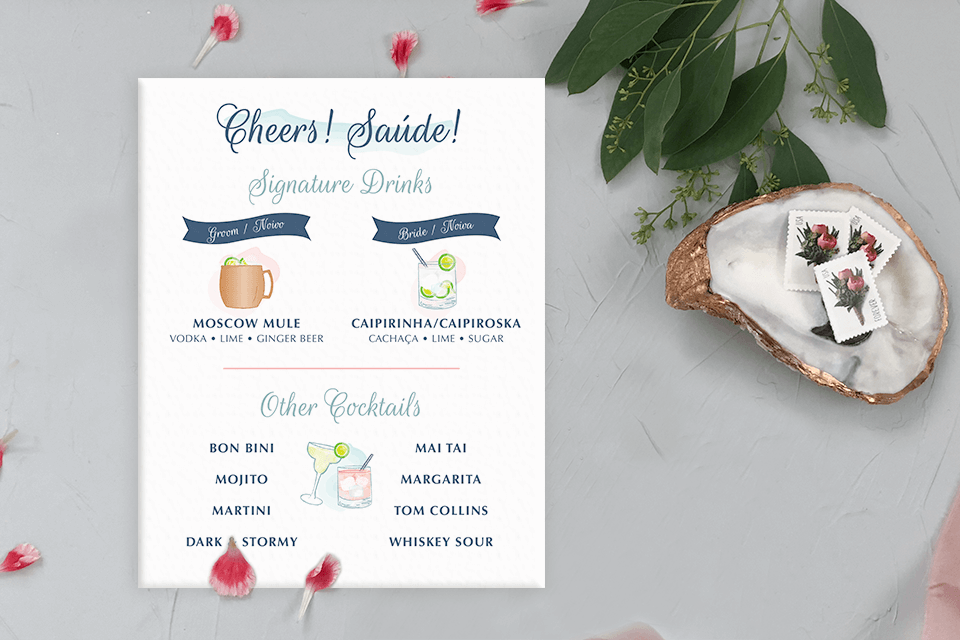 Cheers! Saúde!
Signature Drinks
Groom / Noivo
Bride / Noiva
MOSCOW MULE
VODKA • LIME • GINGER BEER
CAIPIRINHA/CAIPIROSKA
CACHAÇA • LIME • SUGAR
Other Cocktails
BON BINI
MAI TAI
MOJITO
MARGARITA
MARTINI
TOM COLLINS
DARK STORMY
WHISKEY SOUR
FOREVER